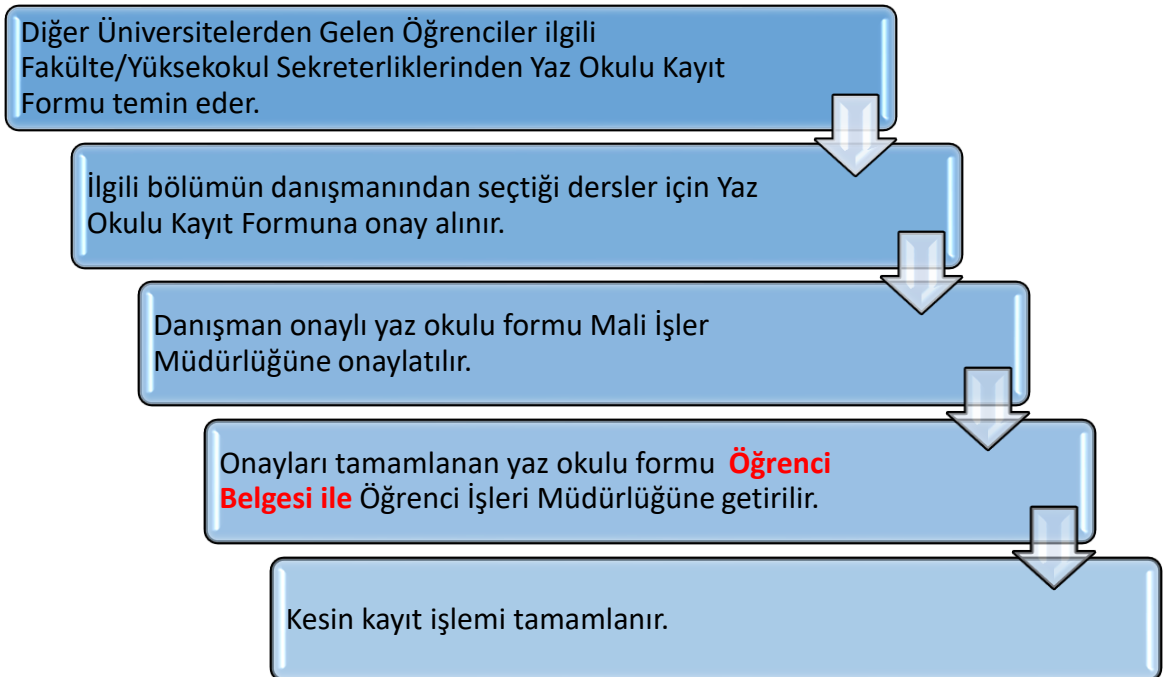 Diğer Üniversitelerden Gelen Öğrenciler ilgili
Fakülte/Yüksekokul Sekreterliklerinden Yaz Okulu Kayıt
Formu temin eder.
İlgili bölümün danışmanından seçtiği dersler için Yaz
Okulu Kayıt Formuna onay alınır.
Danışman onaylı yaz okulu formu Mali İşler
Müdürlüğüne onaylatılır.
Onayları tamamlanan yaz okulu formu Öğrenci
Belgesi ile Öğrenci İşleri Müdürlüğüne getirilir.
Kesin kayıt işlemi tamamlanır.